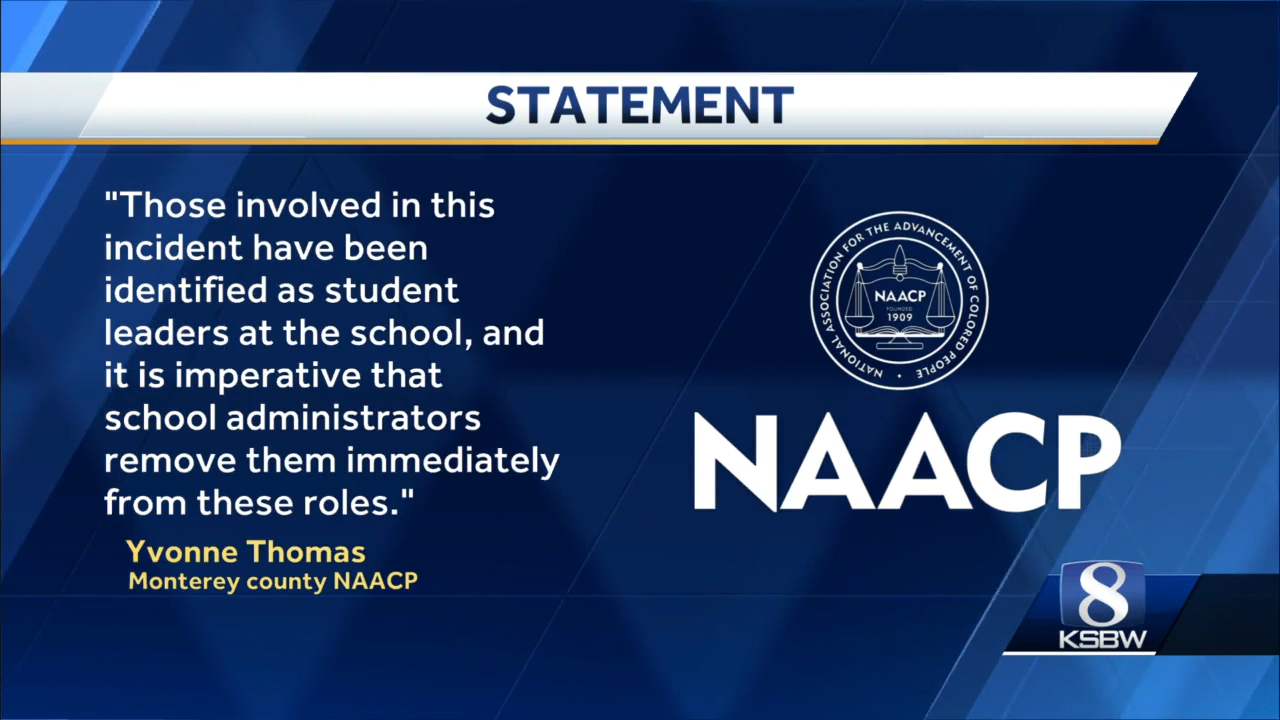 STATEMENT
"Those involved in this
incident have been
identified as student
leaders at the school, and
it is imperative that
school administrators
remove them immediately
from these roles."
Yvonne Thomas
Monterey county NAACP
NATIONAL ASSOCIATION FOR THE ADVANCEMENT OF COLORED PEOPLE
NAACP
FOUNDED
1909
NAACP
8
KSBW